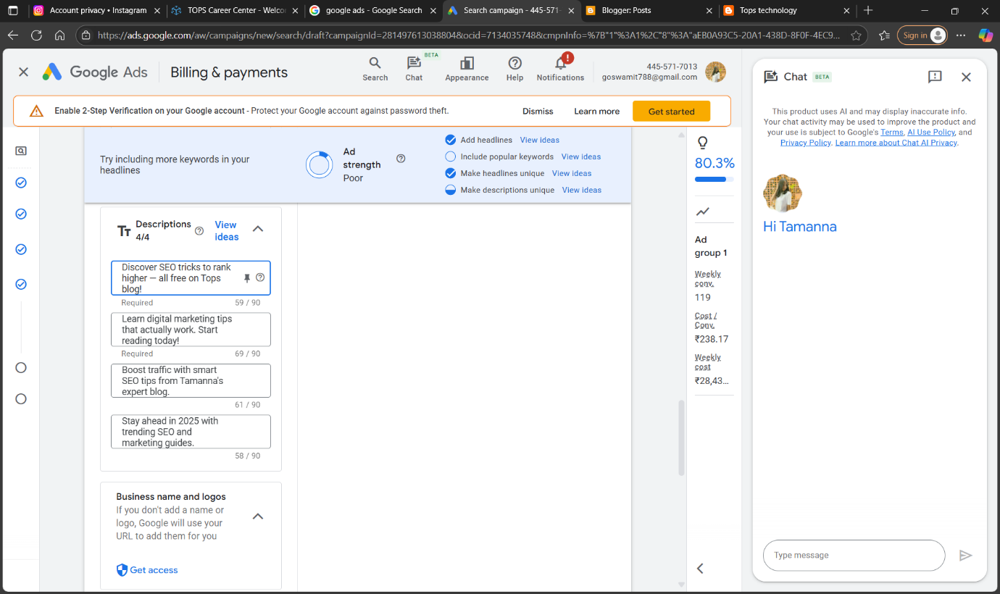 Account privacy • Instagram
TOPS Career Center - Welco
google ads - Google Search
Search campaign - 445-571-
Blogger: Posts
Tops technology
https://ads.google.com/aw/campaigns/new/search/draft?campaignId=281497613038804&ocid=7134035748&cmpnInfo=%7B"1"%3A1%2C"8"%3A"aEB0A93C5-20A1-438D-8F0F-4EC9...
Sign in
Google Ads
Billing & payments
Search
BETA
Chat
Appearance
Help
Notifications
445-571-7013
goswamit788@gmail.com
Enable 2-Step Verification on your Google account - Protect your Google account against password theft.
Dismiss
Learn more
Get started
Try including more keywords in your
headlines
Ad
strength
Poor
Add headlines View ideas
Include popular keywords View ideas
Make headlines unique View ideas
Make descriptions unique View ideas
Descriptions
4/4
View
ideas
Discover SEO tricks to rank
higher — all free on Tops
blog!
Required 59 / 90
Learn digital marketing tips
that actually work. Start
reading today!
Required 69 / 90
Boost traffic with smart
SEO tips from Tamanna's
expert blog.
61 / 90
Stay ahead in 2025 with
trending SEO and
marketing guides.
58 / 90
Business name and logos
If you don't add a name or
logo, Google will use your
URL to add them for you
Get access
80.3%
Ad
group 1
Weekly
conv.
119
Cost /
Conv.
₹238.17
Weekly
cost
₹28,43...
Chat BETA
This product uses AI and may display inaccurate info.
Your chat activity may be used to improve the product and
your use is subject to Google's Terms, AI Use Policy, and
Privacy Policy. Learn more about Chat AI Privacy.
Hi Tamanna
Type message